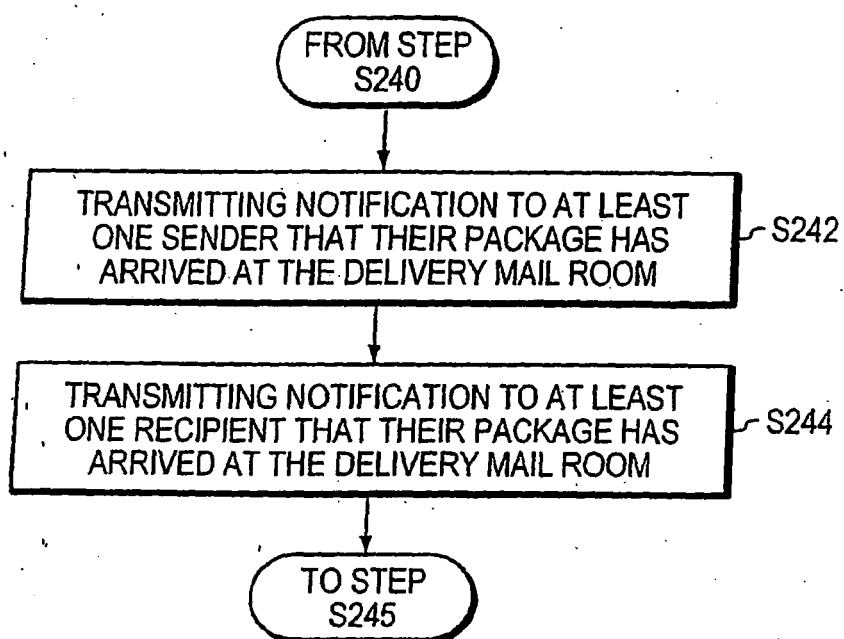 FROM STEP
S240
TRANSMITTING NOTIFICATION TO AT LEAST
ONE SENDER THAT THEIR PACKAGE HAS
ARRIVED AT THE DELIVERY MAIL ROOM
S242
TRANSMITTING NOTIFICATION TO AT LEAST
ONE RECIPIENT THAT THEIR PACKAGE HAS
ARRIVED AT THE DELIVERY MAIL ROOM
S244
TO STEP
S245